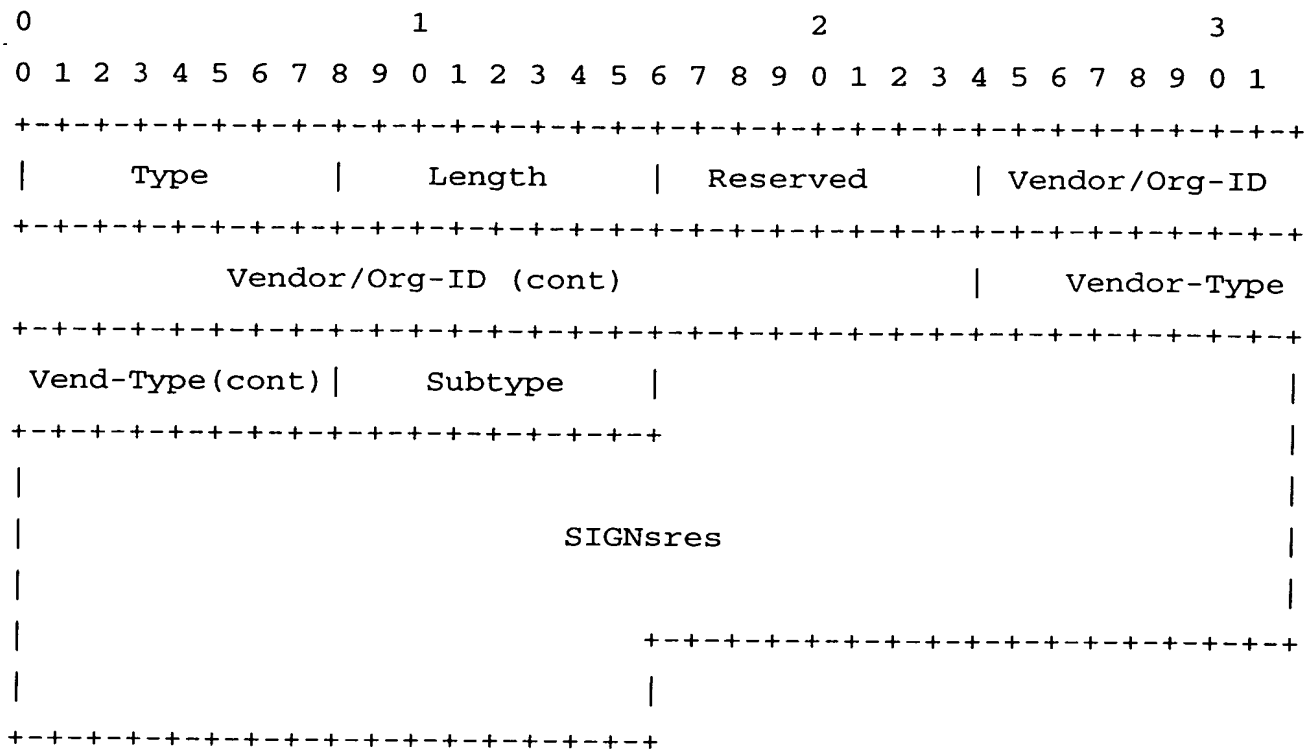 0 1 2 3
0 1 2 3 4 5 6 7 8 9 0 1 2 3 4 5 6 7 8 9 0 1 2 3 4 5 6 7 8 9 0 1
+-+-+-+-+-+-+-+-+-+-+-+-+-+-+-+-+-+-+-+-+-+-+-+-+-+-+-+-+-+-+-+-+
| Type | Length | Reserved | Vendor/Org-ID
+-+-+-+-+-+-+-+-+-+-+-+-+-+-+-+-+-+-+-+-+-+-+-+-+-+-+-+-+-+-+-+-+
Vendor/Org-ID (cont) | Vendor-Type
+-+-+-+-+-+-+-+-+-+-+-+-+-+-+-+-+-+-+-+-+-+-+-+-+-+-+-+-+-+-+-+-+
Vend-Type(cont)| Subtype | |
+-+-+-+-+-+-+-+-+-+-+-+-+-+-+-+-+ |
| |
| SIGNsres |
| |
| +-+-+-+-+-+-+-+-+-+-+-+-+-+-+-+-+
| |
+-+-+-+-+-+-+-+-+-+-+-+-+-+-+-+-+